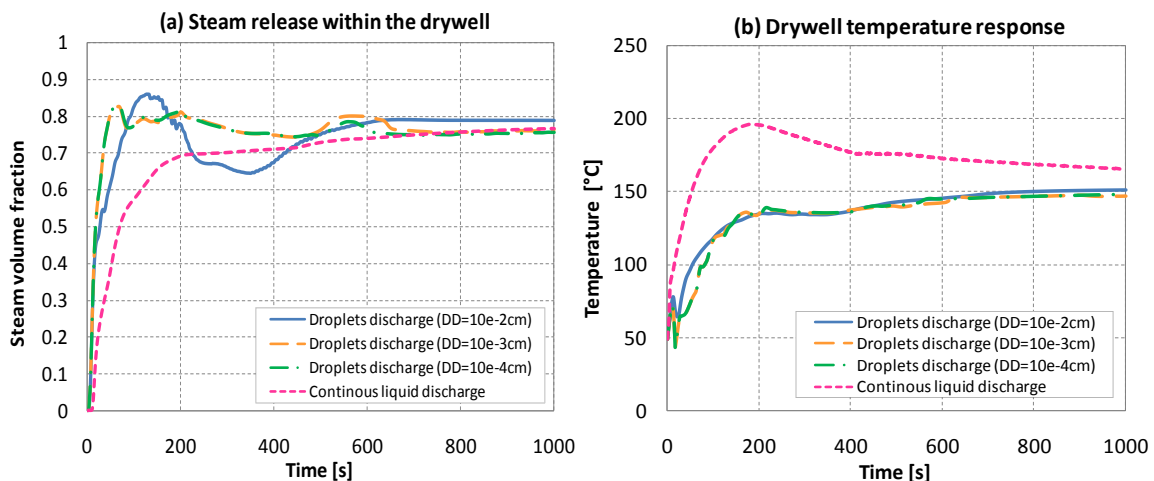 (a) Steam release within the drywell
1
0.9
0.8
0.7
0.6
0.5
0.4
0.3
0.2
0.1
0
0
200
400
600
800
1000
Steam volume fraction
Time [s]
Droplets discharge (DD=10e-2cm)
Droplets discharge (DD=10e-3cm)
Droplets discharge (DD=10e-4cm)
Continous liquid discharge
(b) Drywell temperature response
250
200
150
100
50
0
0
200
400
600
800
1000
Temperature [°C]
Time [s]
Droplets discharge (DD=10e-2cm)
Droplets discharge (DD=10e-3cm)
Droplets discharge (DD=10e-4cm)
Continous liquid discharge